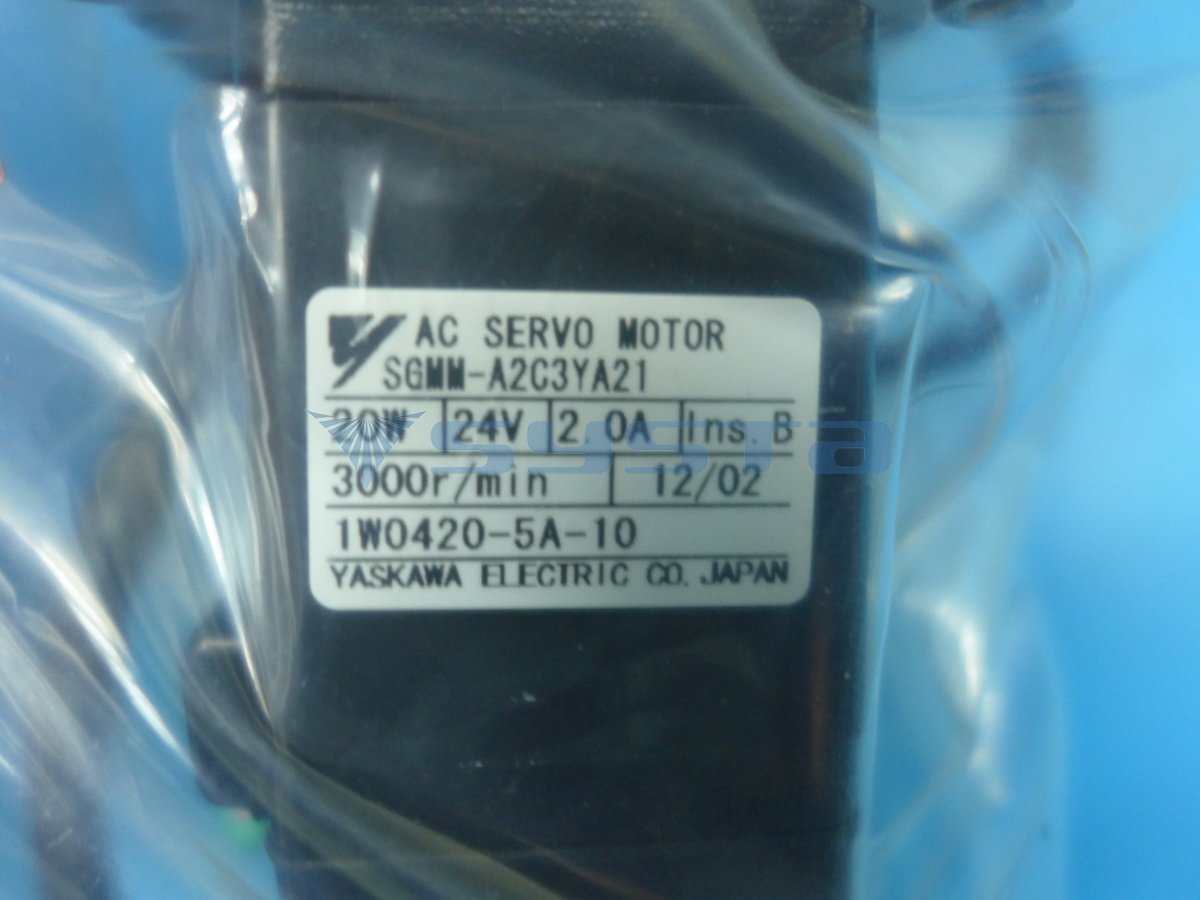 AC SERVO MOTOR
SGMM-A2C3YA21
20W 24V 2.0A Ins. B
systa
3000r/min 12/02
1W0420-5A-10
YASKAWA ELECTRIC CO. JAPAN